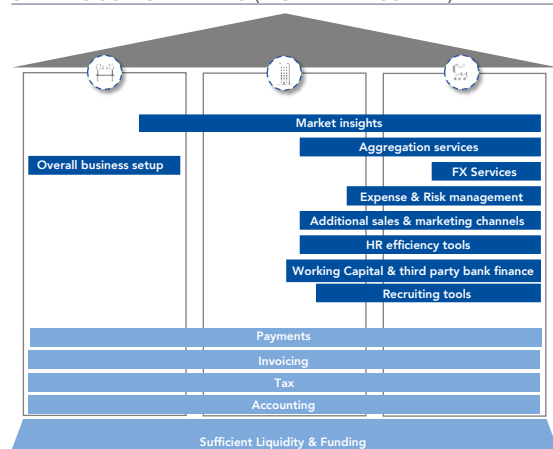 Market insights
Aggregation services
Overall business setup
FX Services
Expense & Risk management
Additional sales & marketing channels
HR efficiency tools
Working Capital & third party bank finance
Recruiting tools
Payments
Invoicing
Tax
Accounting
Sufficient Liquidity & Funding